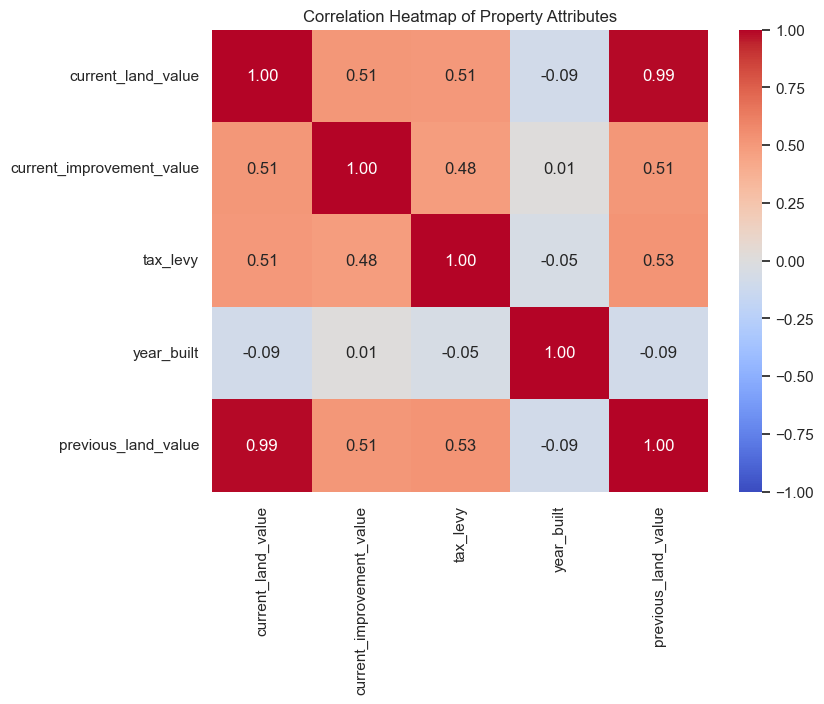 Correlation Heatmap of Property Attributes
current_land_value 1.00 0.51 0.51 -0.09 0.99
current_improvement_value 0.51 1.00 0.48 0.01 0.51
tax_levy 0.51 0.48 1.00 -0.05 0.53
year_built -0.09 0.01 -0.05 1.00 -0.09
previous_land_value 0.99 0.51 0.53 -0.09 1.00
current_land_value
current_improvement_value
tax_levy
year_built
previous_land_value
1.00
0.75
0.50
0.25
0.00
−0.25
−0.50
−0.75
−1.00